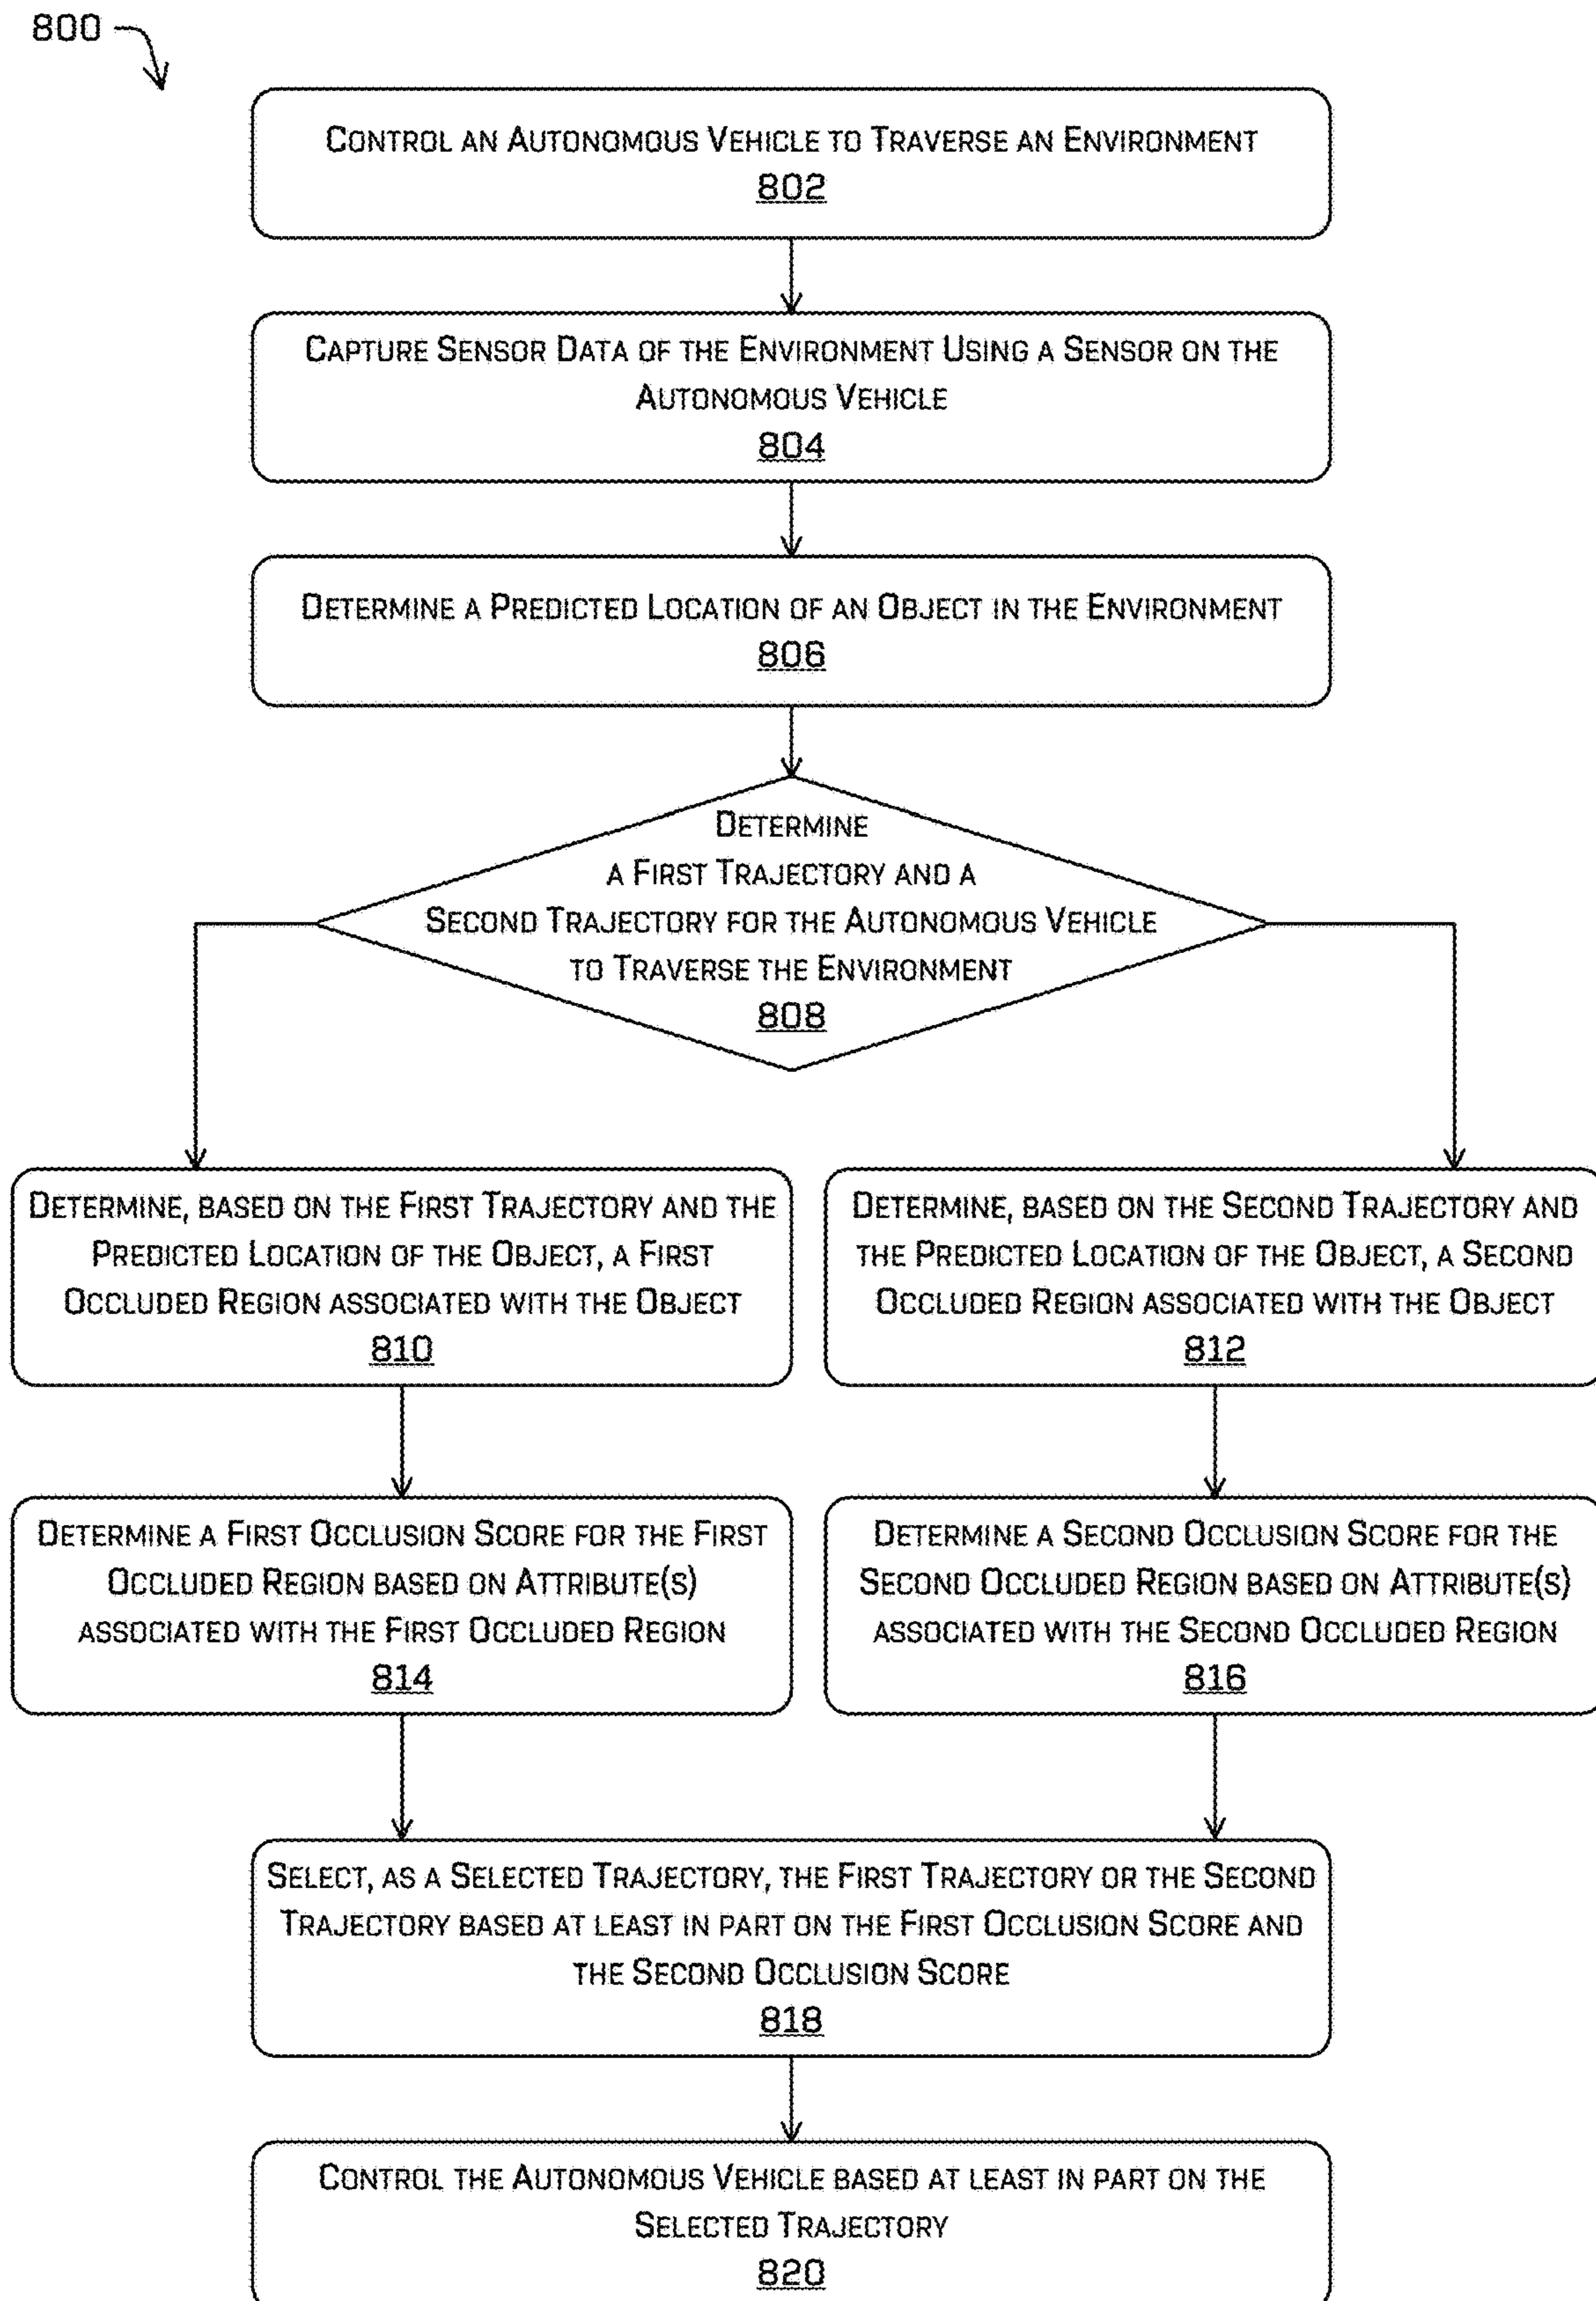 800
Control an Autonomous Vehicle to Traverse an Environment
802
Capture Sensor Data of the Environment Using a Sensor on the
Autonomous Vehicle
804
Determine a Predicted Location of an Object in the Environment
806
Determine
a First Trajectory and a
Second Trajectory for the Autonomous Vehicle
to Traverse the Environment
808
Determine, based on the First Trajectory and the
Predicted Location of the Object, a First
Occluded Region associated with the Object
810
Determine, based on the Second Trajectory and
the Predicted Location of the Object, a Second
Occluded Region associated with the Object
812
Determine a First Occlusion Score for the First
Occluded Region based on Attribute(s)
associated with the First Occluded Region
814
Determine a Second Occlusion Score for the
Second Occluded Region based on Attribute(s)
associated with the Second Occluded Region
816
Select, as a Selected Trajectory, the First Trajectory or the Second
Trajectory based at least in part on the First Occlusion Score and
the Second Occlusion Score
818
Control the Autonomous Vehicle based at least in part on the
Selected Trajectory
820